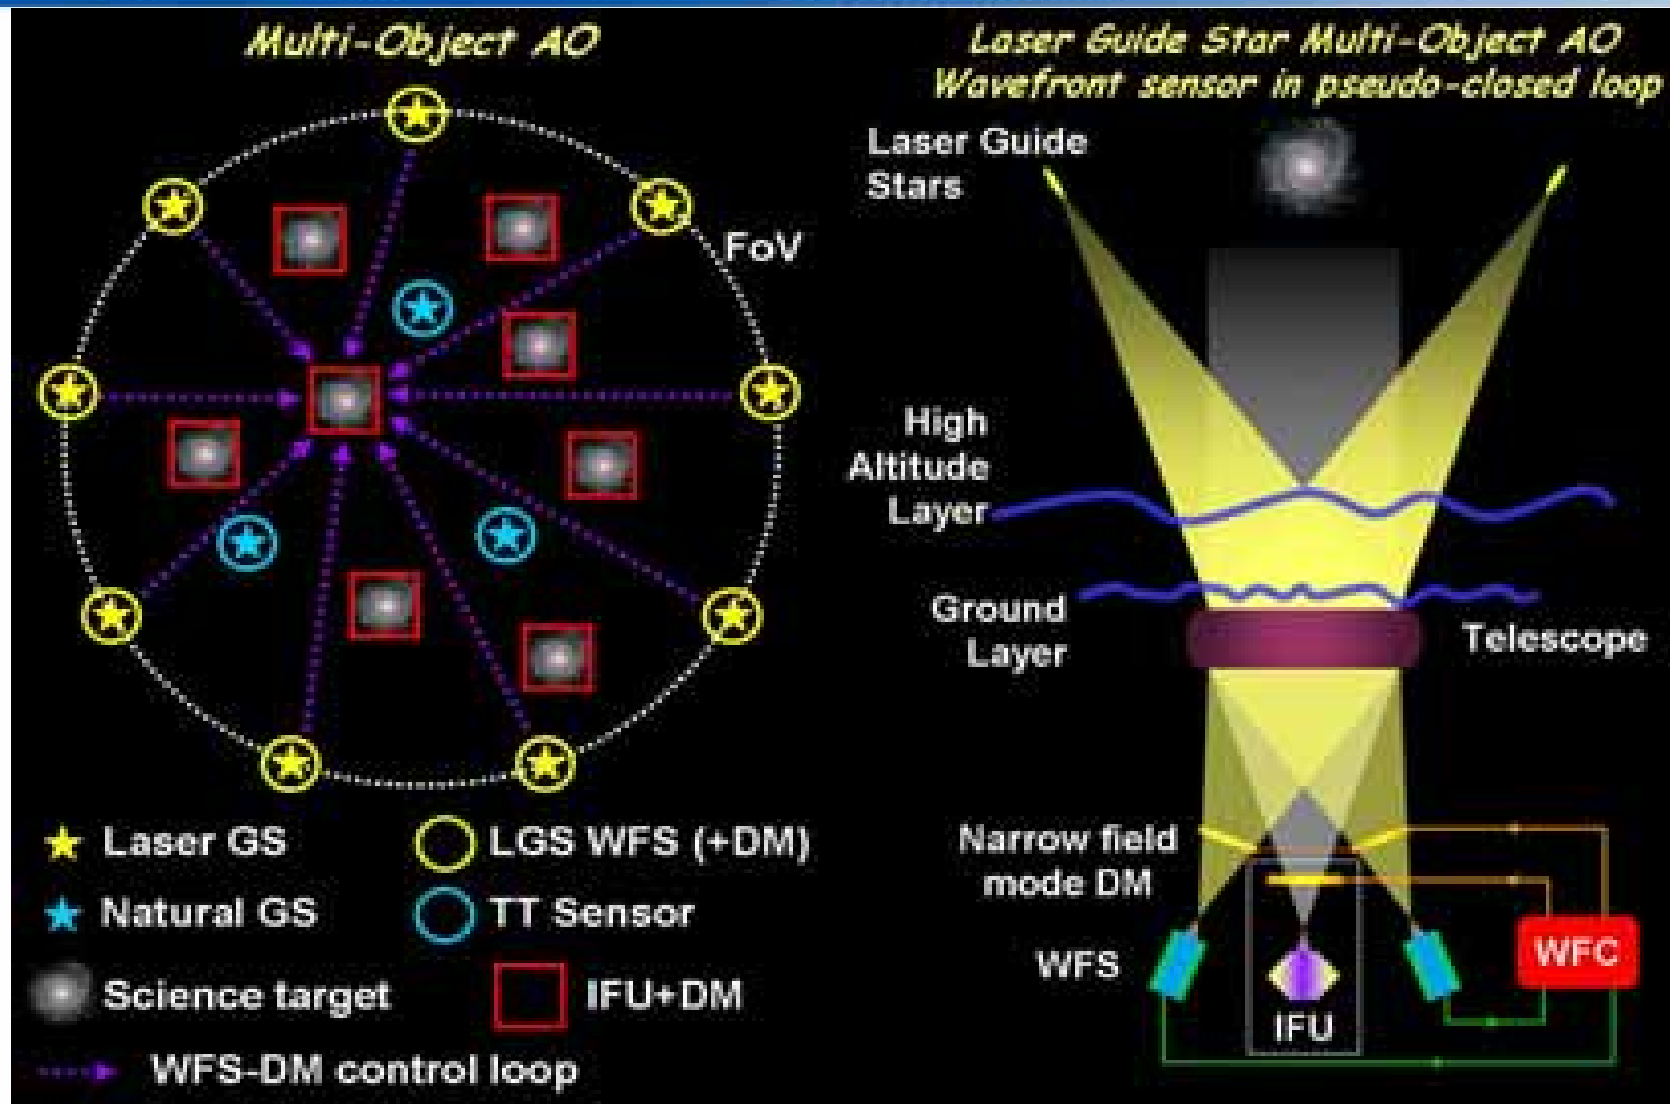 Multi-Object AO
FoV
Laser GS
LGS WFS (+DM)
Natural GS
TT Sensor
Science target
IFU+DM
WFS-DM control loop
Laser Guide Star Multi-Object AO
Wavefront sensor in pseudo-closed loop
Laser Guide
Stars
High
Altitude
Layer
Ground
Layer
Telescope
Narrow field
mode DM
WFS
WFC
IFU